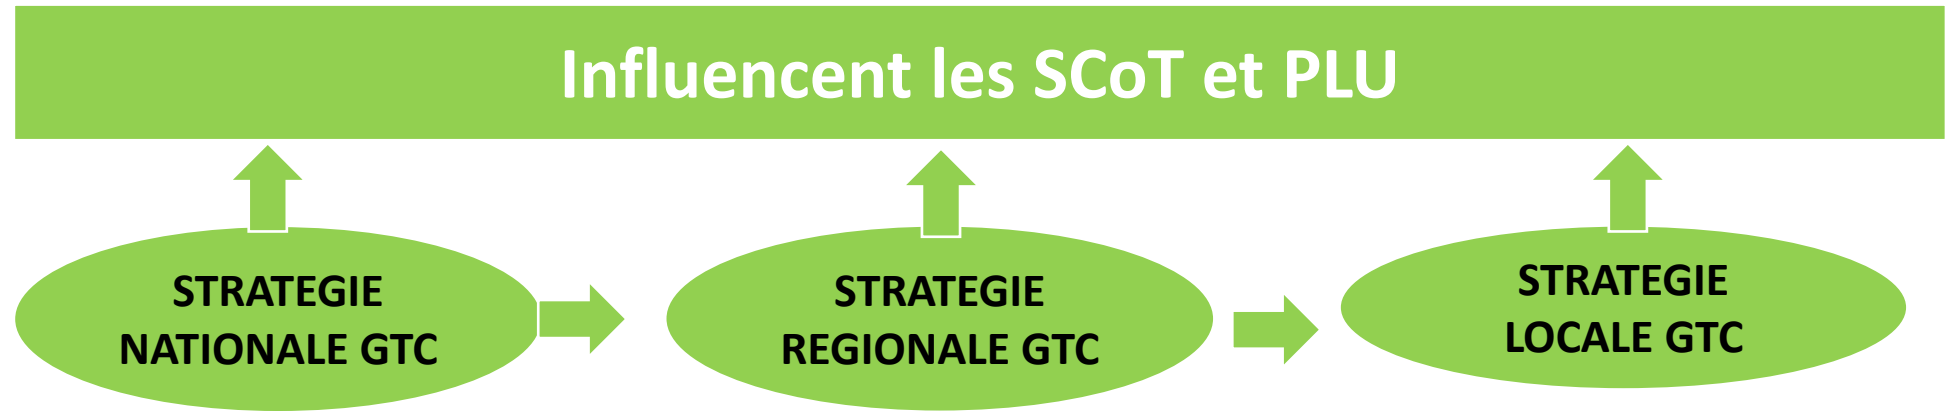 Influencent les SCoT et PLU
STRATEGIE
NATIONALE GTC
STRATEGIE
REGIONALE GTC
STRATEGIE
LOCALE GTC